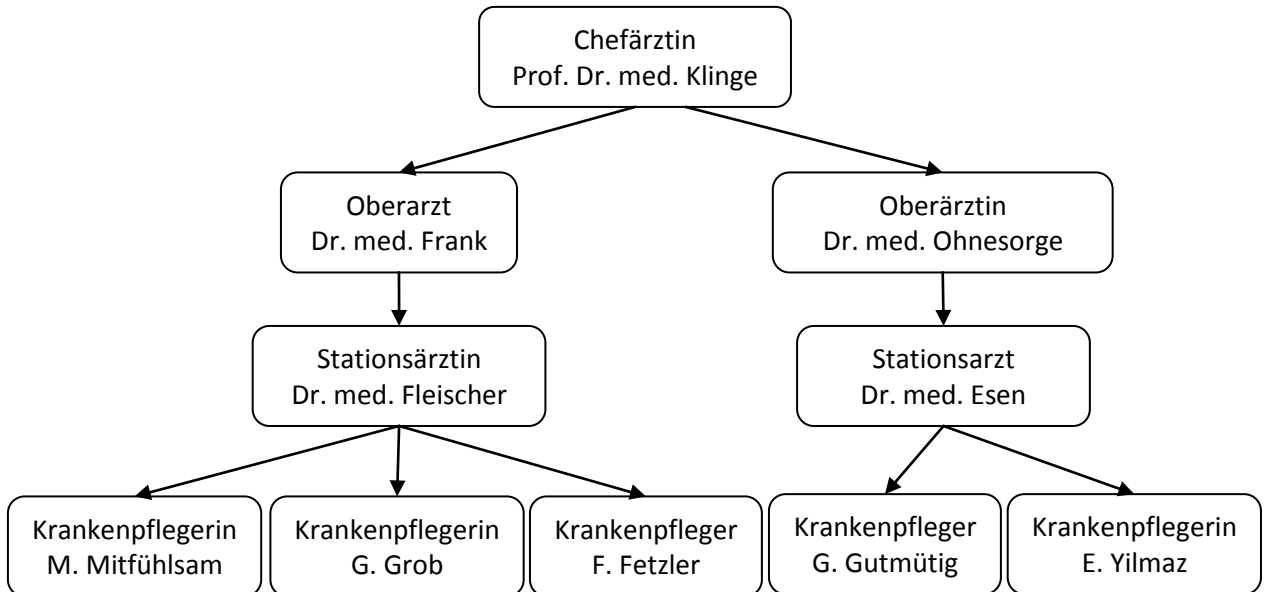 Chefärztin
Prof. Dr. med. Klinge
Oberarzt
Dr. med. Frank
Oberärztin
Dr. med. Ohnesorge
Stationsärztin
Dr. med. Fleischer
Stationsarzt
Dr. med. Esen
Krankenpflegerin
M. Mitfühlsam
Krankenpflegerin
G. Grob
Krankenpfleger
F. Fetzler
Krankenpfleger
G. Gutmütig
Krankenpflegerin
E. Yilmaz